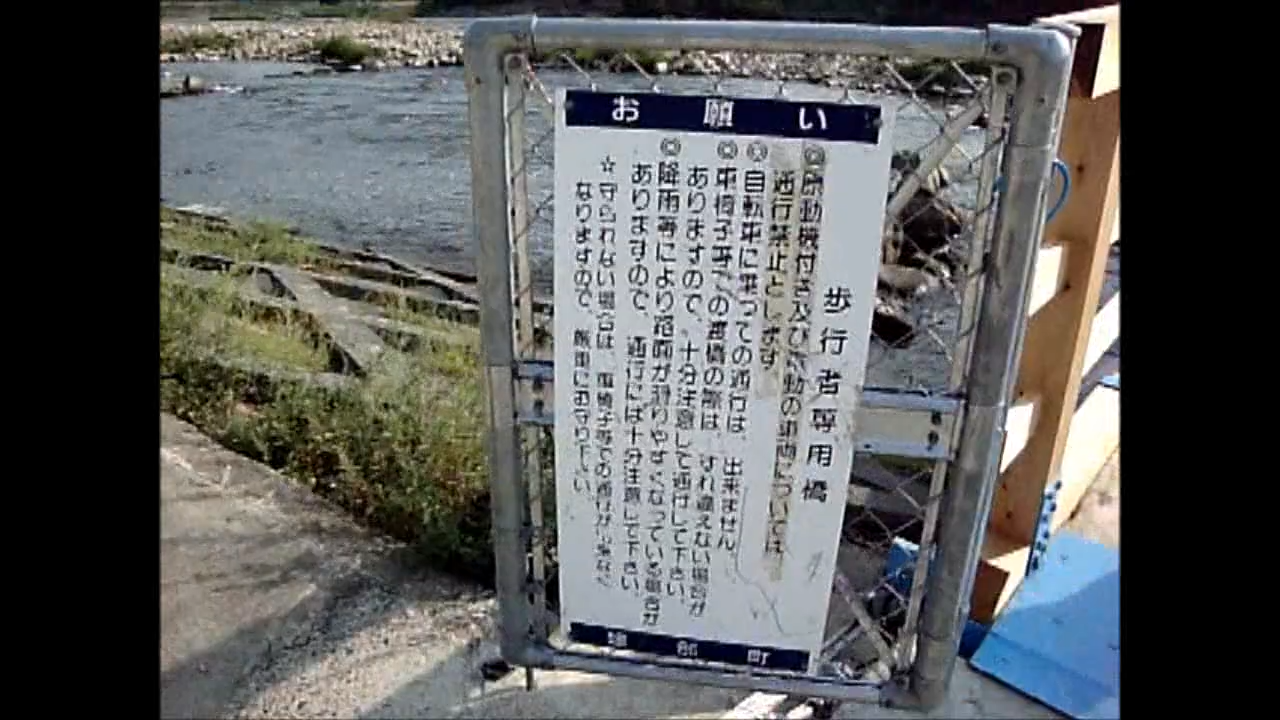 お願い
歩行者専用橋
◎原動機付き及び不動の車両については、
通行禁止とします
◎自転車に乗っての通行は、出来ません。
◎車椅子等での渡橋の際は、すれ違えない場合が
ありますので、十分注意して通行して下さい。
◎降雨等により路面が滑りやすくなっている場合が
ありますので、通行には十分注意して下さい。
☆守られない場合は、車椅子等での通行が出来なく
なりますので、厳重にお守り下さい。
町